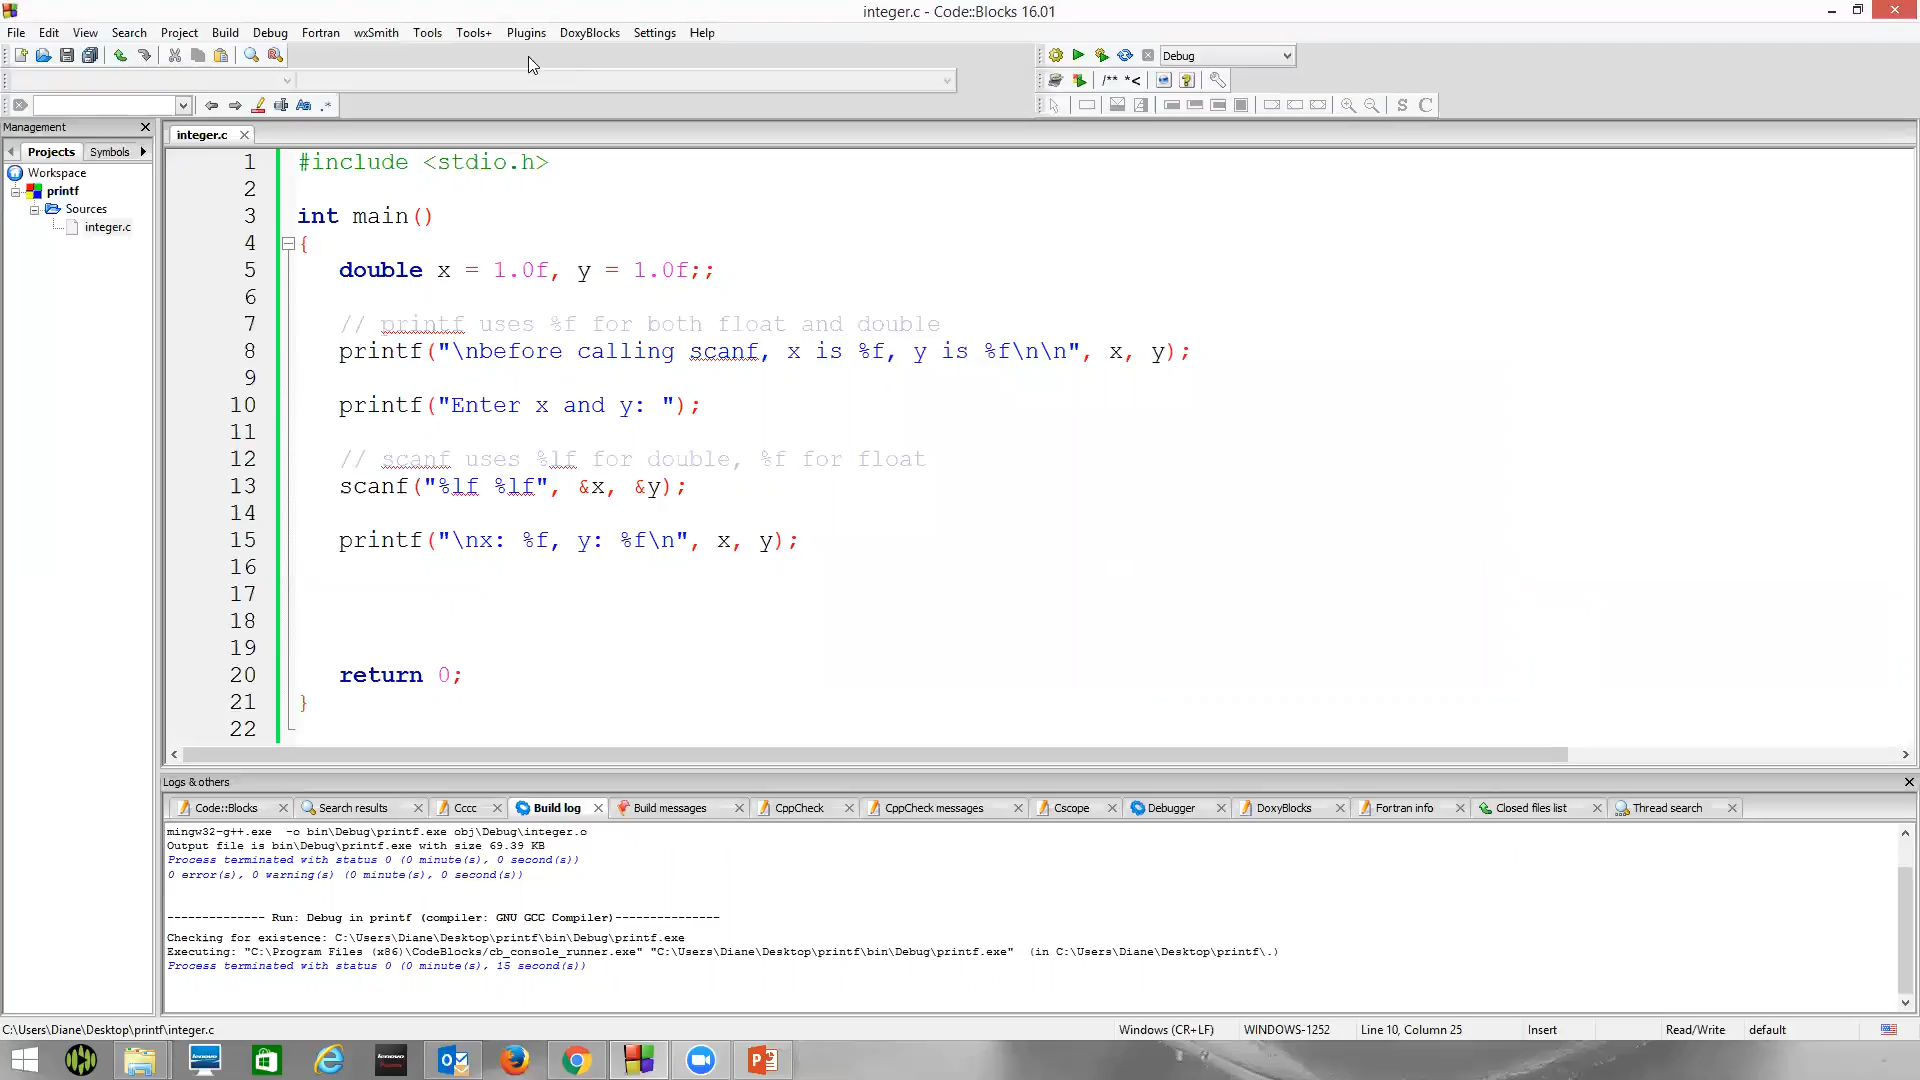 integer.c - Code::Blocks 16.01
File Edit View Search Project Build Debug Fortran wxSmith Tools Tools+ Plugins DoxyBlocks Settings Help
Debug
/** *<
Aa .*
S C
Management
Projects Symbols
Workspace
printf
Sources
integer.c
integer.c
1 #include <stdio.h>
2
3 int main()
4 {
5 double x = 1.0f, y = 1.0f;;
6
7 // printf uses %f for both float and double
8 printf("\nbefore calling scanf, x is %f, y is %f\n\n", x, y);
9
10 printf("Enter x and y: ");
11
12 // scanf uses %lf for double, %f for float
13 scanf("%lf %lf", &x, &y);
14
15 printf("\nx: %f, y: %f\n", x, y);
16
17
18
19
20 return 0;
21 }
22
Logs & others
Code::Blocks Search results Cccc Build log Build messages CppCheck CppCheck messages Cscope Debugger DoxyBlocks Fortran info Closed files list Thread search
mingw32-g++.exe -o bin\Debug\printf.exe obj\Debug\integer.o
Output file is bin\Debug\printf.exe with size 69.39 KB
Process terminated with status 0 (0 minute(s), 0 second(s))
0 error(s), 0 warning(s) (0 minute(s), 0 second(s))
-------------- Run: Debug in printf (compiler: GNU GCC Compiler)---------------
Checking for existence: C:\Users\Diane\Desktop\printf\bin\Debug\printf.exe
Executing: "C:\Program Files (x86)\CodeBlocks/cb_console_runner.exe" "C:\Users\Diane\Desktop\printf\bin\Debug\printf.exe" (in C:\Users\Diane\Desktop\printf\.)
Process terminated with status 0 (0 minute(s), 15 second(s))
C:\Users\Diane\Desktop\printf\integer.c Windows (CR+LF) WINDOWS-1252 Line 10, Column 25 Insert Read/Write default